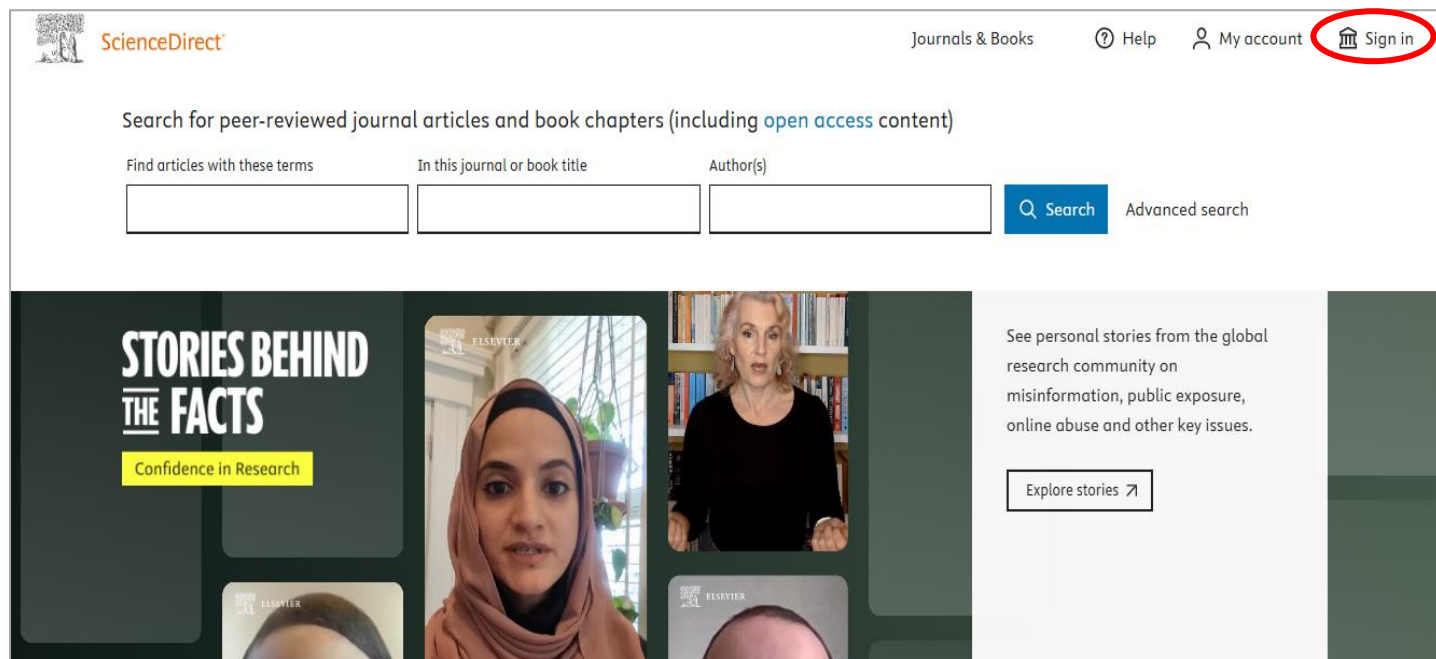 ScienceDirect®
Journals & Books
Help
My account
Sign in
Search for peer-reviewed journal articles and book chapters (including open access content)
Find articles with these terms
In this journal or book title
Author(s)
Search
Advanced search
STORIES BEHIND
THE FACTS
Confidence in Research
ELSEVIER
See personal stories from the global
research community on
misinformation, public exposure,
online abuse and other key issues.
Explore stories
ELSEVIER
ELSEVIER